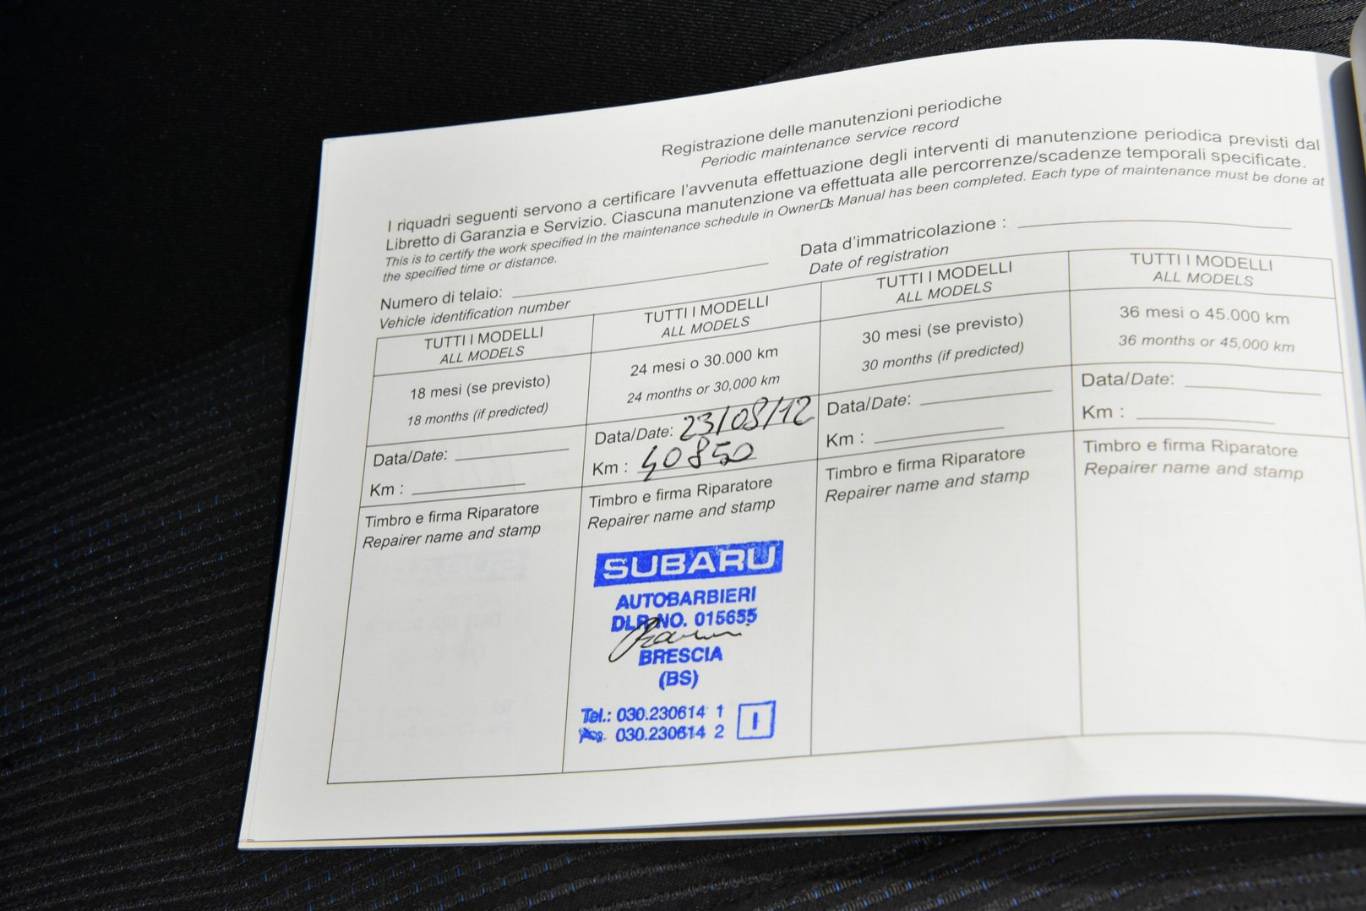 Registrazione delle manutenzioni periodiche
Periodic maintenance service record
I riquadri seguenti servono a certificare l'avvenuta effettuazione degli interventi di manutenzione periodica previsti dal
Libretto di Garanzia e Servizio. Ciascuna manutenzione va effettuata alle percorrenze/scadenze temporali specificate.
This is to certify the work specified in the maintenance schedule in Owner□s Manual has been completed. Each type of maintenance must be done at
the specified time or distance.
Numero di telaio:
Vehicle identification number
Data d'immatricolazione :
Date of registration
TUTTI I MODELLI
ALL MODELS
18 mesi (se previsto)
18 months (if predicted)
Data/Date:
Km :
Timbro e firma Riparatore
Repairer name and stamp
TUTTI I MODELLI
ALL MODELS
24 mesi o 30.000 km
24 months or 30,000 km
Data/Date: 23/08/12
Km : 40850
Timbro e firma Riparatore
Repairer name and stamp
SUBARU
AUTOBARBIERI
DLR NO. 015655
BRESCIA
(BS)
Tel.: 030.230614 1
030.230614 2
I
TUTTI I MODELLI
ALL MODELS
30 mesi (se previsto)
30 months (if predicted)
Data/Date:
Km :
Timbro e firma Riparatore
Repairer name and stamp
TUTTI I MODELLI
ALL MODELS
36 mesi o 45.000 km
36 months or 45,000 km
Data/Date:
Km :
Timbro e firma Riparatore
Repairer name and stamp